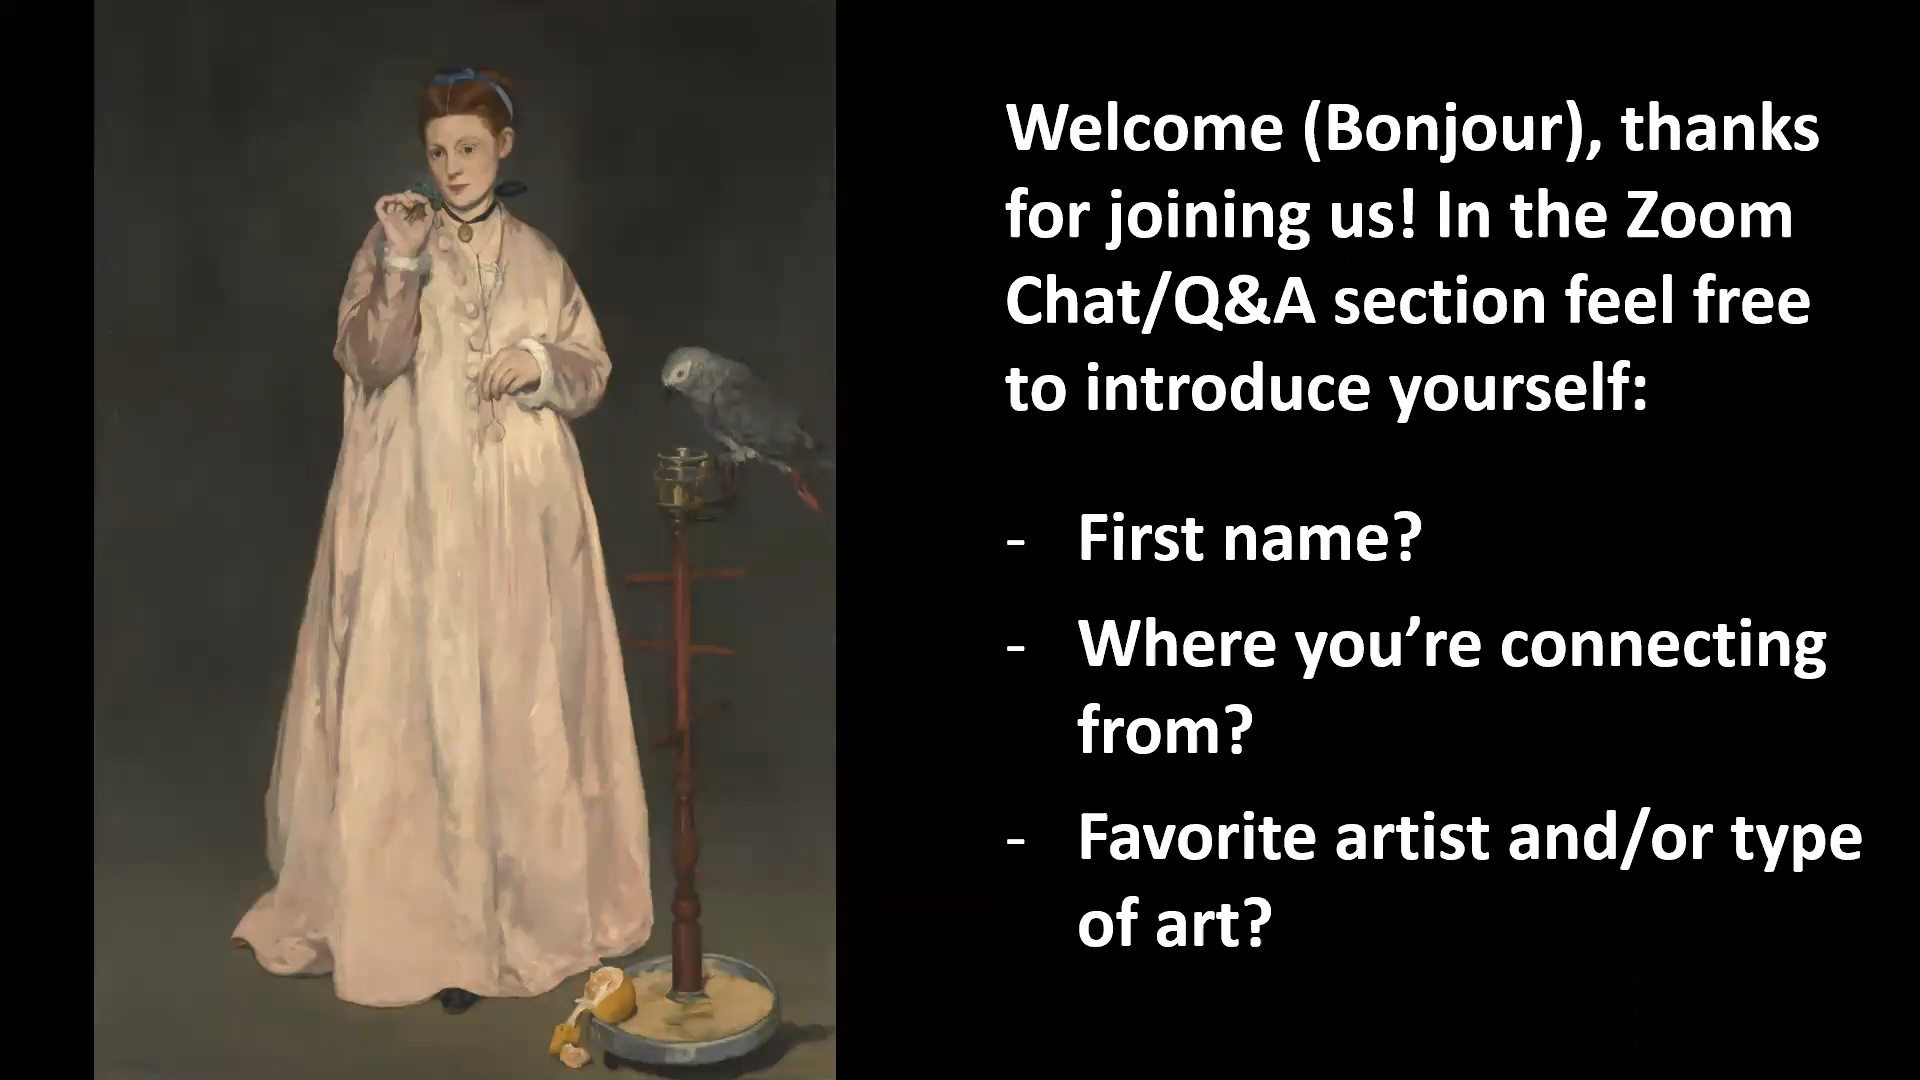 Welcome (Bonjour), thanks
for joining us! In the Zoom
Chat/Q&A section feel free
to introduce yourself:
- First name?
- Where you’re connecting
from?
- Favorite artist and/or type
of art?